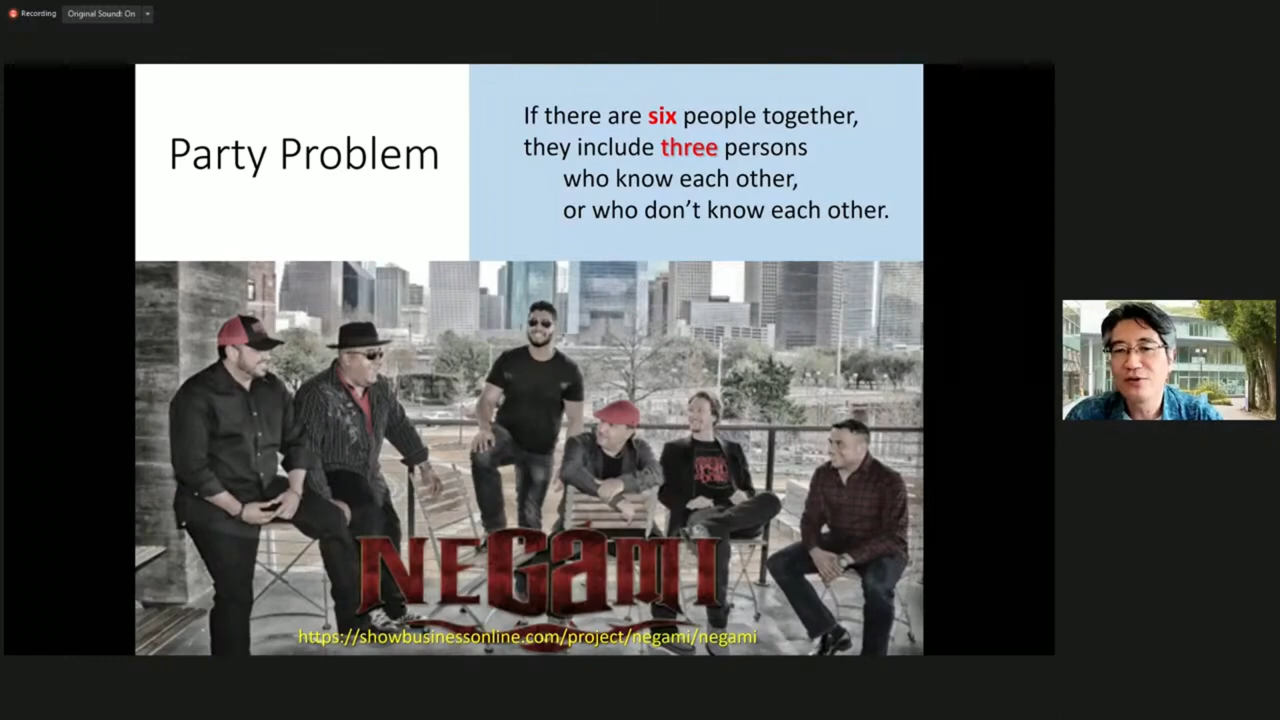 Recording
Original Sound: On
Party Problem
If there are six people together,
they include three persons
who know each other,
or who don't know each other.
NEGAMI
https://showbusinessonline.com/project/negami/negami